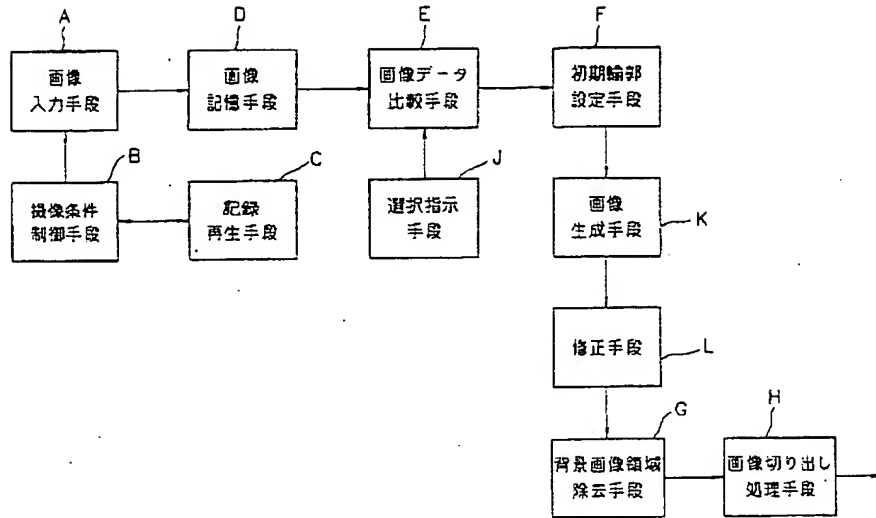 A
画像
入力手段
D
画像
記憶手段
E
画像データ
比較手段
F
初期輪郭
設定手段
B
撮像条件
制御手段
C
記録
再生手段
J
選択指示
手段
画像
生成手段
K
修正手段
L
G
背景画像領域
除去手段
H
画像切り出し
処理手段